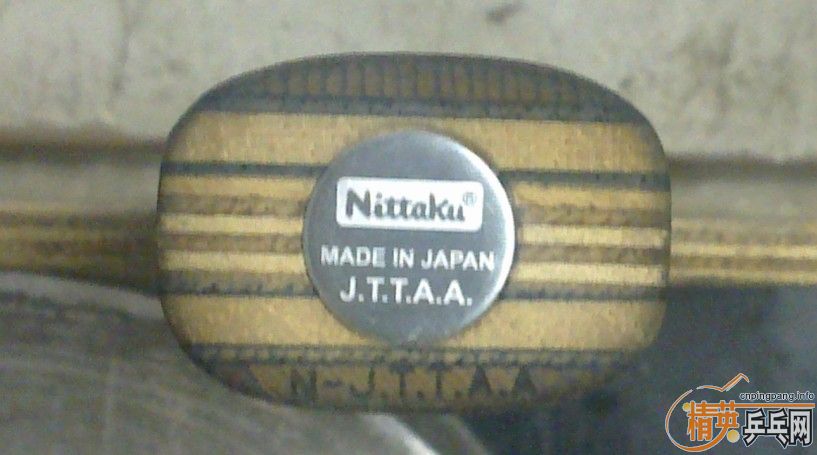 Nittaku®
MADE IN JAPAN
J.T.T.A.A.
cnpingpang.info
精英乒乓网